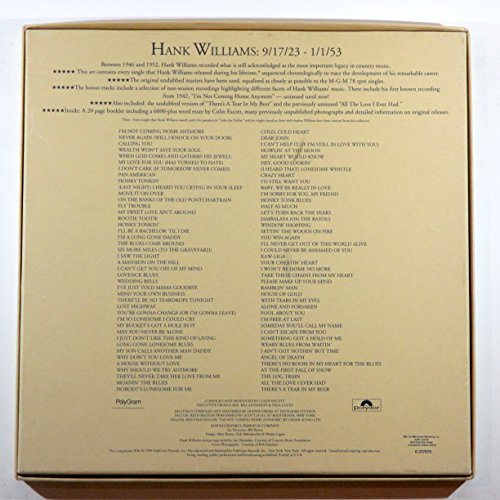 HANK WILLIAMS: 9/17/23 - 1/1/53
Between 1946 and 1952, Hank Williams recorded what is still acknowledged as the most important legacy in country music.
★★★★★ This set contains every single that Hank Williams released during his lifetime,* sequenced chronologically to trace the development of his remarkable career.
★★★★★ The original masters are used, equalised as closely as possible to the M-G-M 78 rpm singles.
★★★★★ The bonus tracks include a selection of non-session recordings highlighting different facets of Hank Williams' music. These include his first known recording
from 1942, "I'm Not Coming Home Anymore" — unissued until now!
★★★★★ Also included: the undubbed version of "There's A Tear In My Beer" and the previously unissued "All The Love I Ever Had."
★★★★★ Inside: A 20 page booklet including a 6000-plus word essay by Colin Escott, many previously unpublished photographs and detailed information on original releases.
I'M NOT COMING HOME ANYMORE
NEVER AGAIN (WILL I KNOCK ON YOUR DOOR)
CALLING YOU
WEALTH WON'T SAVE YOUR SOUL
WHEN GOD COMES AND GATHERS HIS JEWELS
MY LOVE FOR YOU (HAS TURNED TO HATE)
I DON'T CARE (IF TOMORROW NEVER COMES)
PAN AMERICAN
HONKY TONKIN'
(LAST NIGHT) I HEARD YOU CRYING IN YOUR SLEEP
MOVE IT ON OVER
ON THE BANKS OF THE OLD PONTCHARTRAIN
FLY TROUBLE
MY SWEET LOVE AIN'T AROUND
ROOTIE TOOTIE
HONKY TONKIN'
I'LL BE A BACHELOR 'TIL I DIE
I'M A LONG GONE DADDY
THE BLUES COME AROUND
SIX MORE MILES (TO THE GRAVEYARD)
I SAW THE LIGHT
A MANSION ON THE HILL
I CAN'T GET YOU OFF OF MY MIND
LOVESICK BLUES
WEDDING BELLS
I'VE JUST TOLD MAMA GOODBYE
MIND YOUR OWN BUSINESS
THERE'LL BE NO TEARDROPS TONIGHT
LOST HIGHWAY
YOU'RE GONNA CHANGE (OR I'M GONNA LEAVE)
I'M SO LONESOME I COULD CRY
MY BUCKET'S GOT A HOLE IN IT
MAY YOU NEVER BE ALONE
I JUST DON'T LIKE THIS KIND OF LIVING
LONG GONE LONESOME BLUES
MY SON CALLS ANOTHER MAN DADDY
WHY DON'T YOU LOVE ME
A HOUSE WITHOUT LOVE
WHY SHOULD WE TRY ANYMORE
THEY'LL NEVER TAKE HER LOVE FROM ME
MOANIN' THE BLUES
NOBODY'S LONESOME FOR ME
COLD, COLD HEART
DEAR JOHN
I CAN'T HELP IT (IF I'M STILL IN LOVE WITH YOU)
HOWLIN' AT THE MOON
MY HEART WOULD KNOW
HEY, GOOD LOOKIN'
(I HEARD THAT) LONESOME WHISTLE
CRAZY HEART
I'D STILL WANT YOU
BABY, WE'RE REALLY IN LOVE
I'M SORRY FOR YOU, MY FRIEND
HONKY TONK BLUES
HALF AS MUCH
LET'S TURN BACK THE YEARS
JAMBALAYA (ON THE BAYOU)
WINDOW SHOPPING
SETTIN' THE WOODS ON FIRE
YOU WIN AGAIN
I'LL NEVER GET OUT OF THIS WORLD ALIVE
I COULD NEVER BE ASHAMED OF YOU
KAW-LIGA
YOUR CHEATIN' HEART
I WON'T BE HOME NO MORE
TAKE THESE CHAINS FROM MY HEART
PLEASE MAKE UP YOUR MIND
RAMBLIN' MAN
HOUSE OF GOLD
WITH TEARS IN MY EYES
ALONE AND FORSAKEN
FOOL ABOUT YOU
I'M FREE AT LAST
SOMEDAY YOU'LL CALL MY NAME
I CAN'T ESCAPE FROM YOU
SOMETHING GOT A HOLD OF ME
WEARY BLUES FROM WAITIN'
I AIN'T GOT NOTHIN' BUT TIME
ANGEL OF DEATH
THERE'S NO ROOM IN MY HEART FOR THE BLUES
AT THE FIRST FALL OF SNOW
THE LOG TRAIN
ALL THE LOVE I EVER HAD
THERE'S A TEAR IN MY BEER
PolyGram
COMPILED AND PRODUCED BY COLIN ESCOTT
Polydor